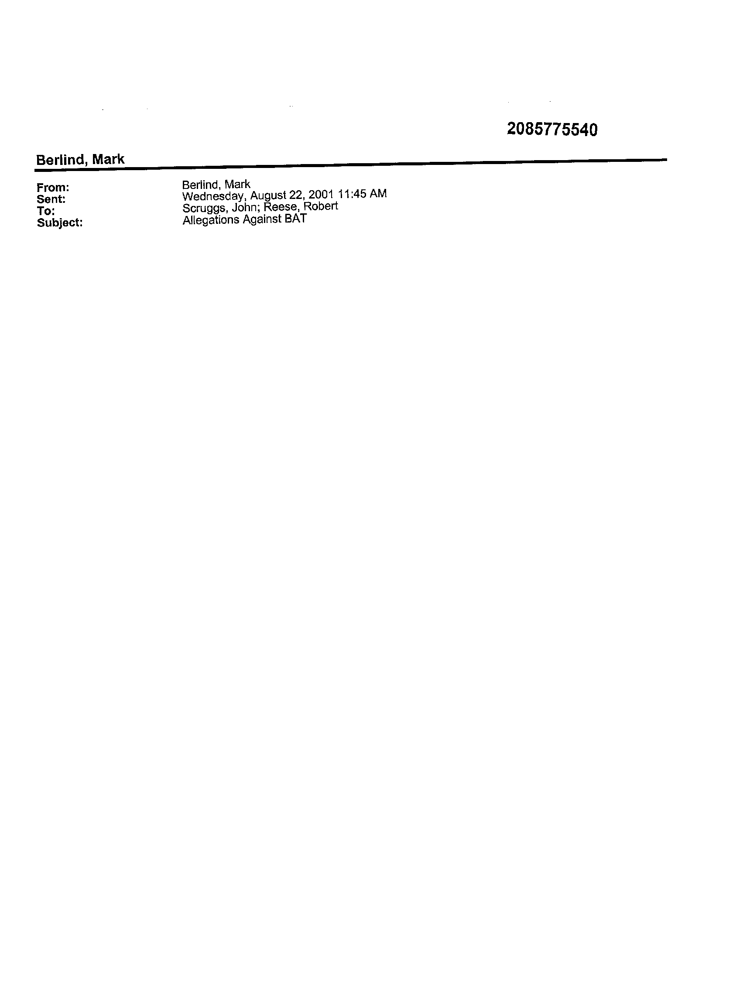 2085775540
Berlind, Mark
From: Berlind, Mark
Sent: Wednesday, August 22, 2001 11:45 AM
To: Scruggs, John; Reese, Robert
Subject: Allegations Against BAT